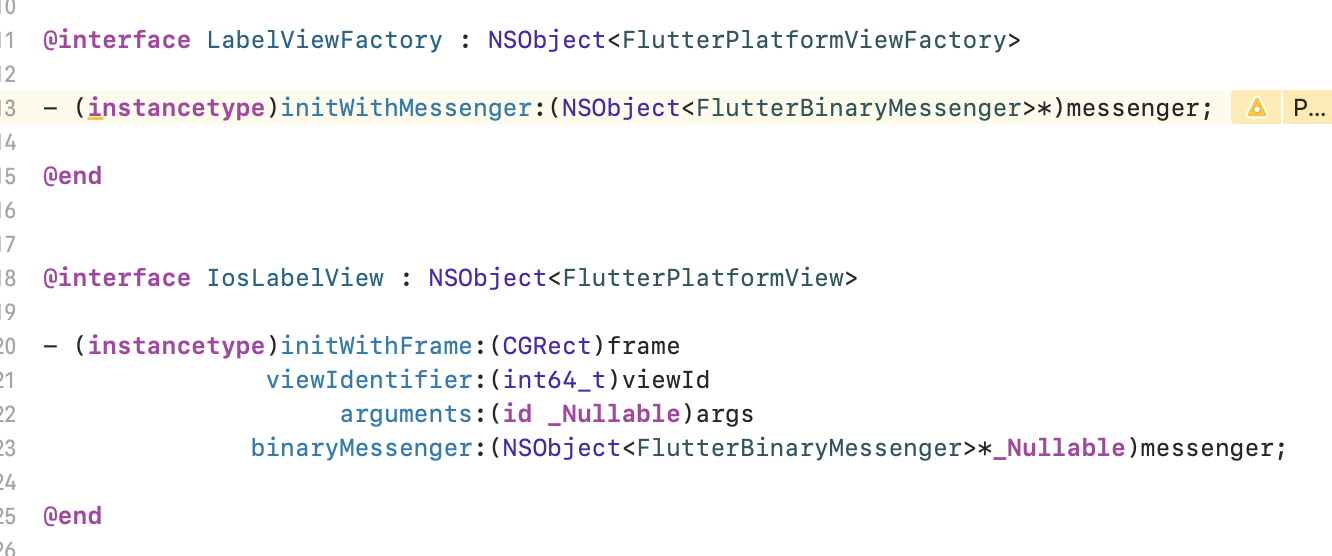 10
11 @interface LabelViewFactory : NSObject<FlutterPlatformViewFactory>
12
13 - (instancetype)initWithMessenger:(NSObject<FlutterBinaryMessenger>*)messenger; P...
14
15 @end
16
17
18 @interface IosLabelView : NSObject<FlutterPlatformView>
19
20 - (instancetype)initWithFrame:(CGRect)frame
21 viewIdentifier:(int64_t)viewId
22 arguments:(id _Nullable)args
23 binaryMessenger:(NSObject<FlutterBinaryMessenger>*_Nullable)messenger;
24
25 @end
26